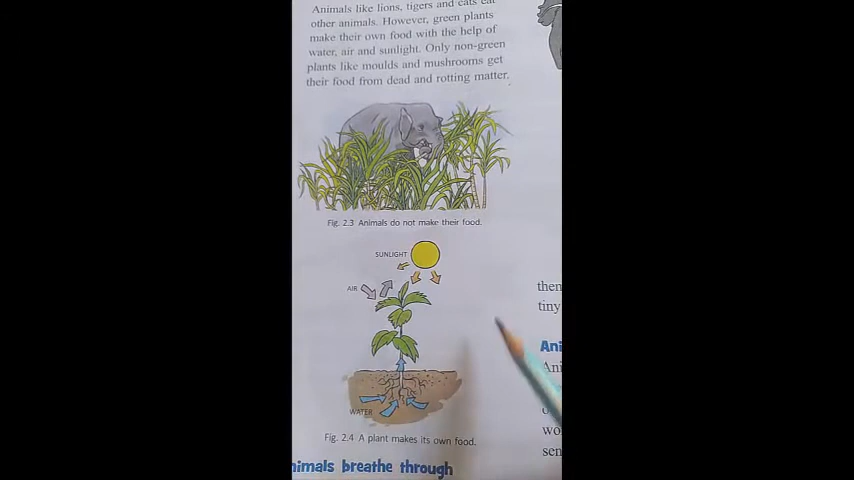 Animals like lions, tigers and cats eat
other animals. However, green plants
make their own food with the help of
water, air and sunlight. Only non-green
plants like moulds and mushrooms get
their food from dead and rotting matter.
Fig. 2.3 Animals do not make their food.
SUNLIGHT
AIR
WATER
Fig. 2.4 A plant makes its own food.
nimals breathe through
then
tiny
Ani
Ani
wo
sen